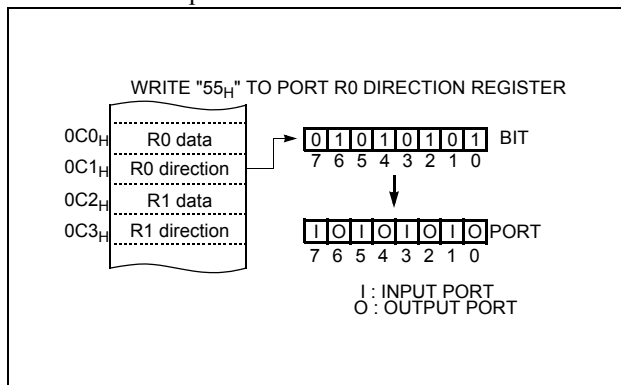 WRITE "55H" TO PORT R0 DIRECTION REGISTER
0C0H R0 data
0C1H R0 direction
0C2H R1 data
0C3H R1 direction
0 1 0 1 0 1 0 1 BIT
7 6 5 4 3 2 1 0
I O I O I O I O PORT
7 6 5 4 3 2 1 0
I : INPUT PORT
O : OUTPUT PORT